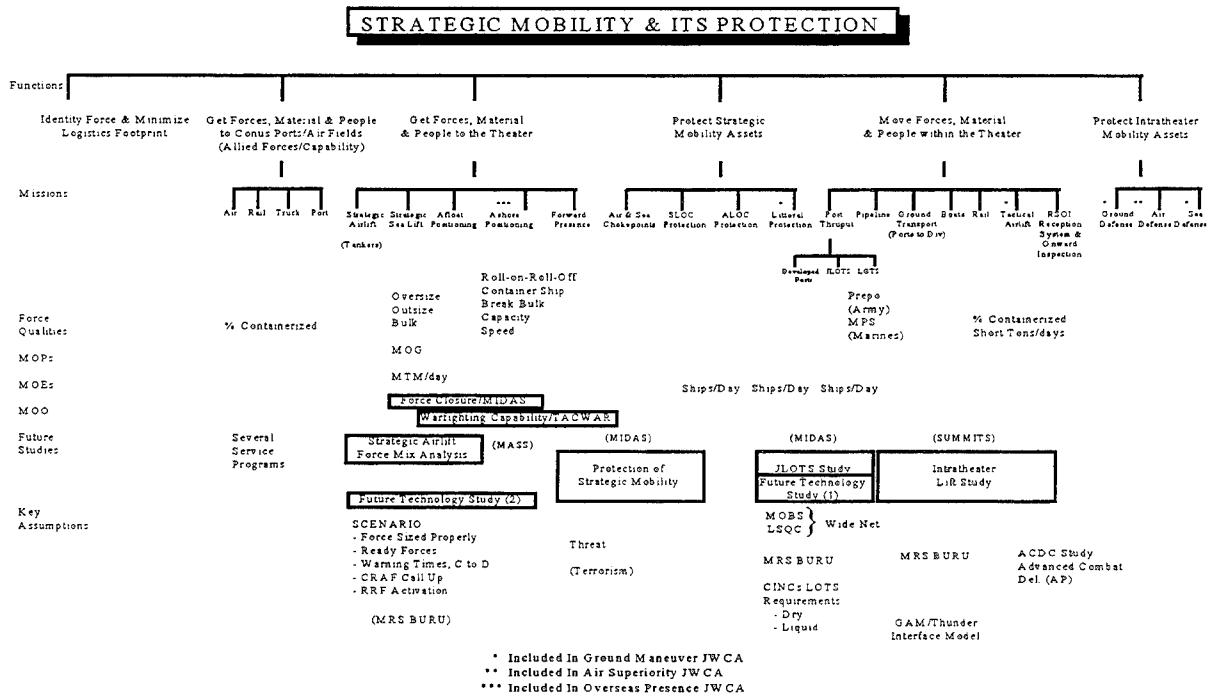 STRATEGIC MOBILITY & ITS PROTECTION
Functions
Identity Force & Minimize
Logistics Footprint
Get Forces, Material & People
to Conus Ports/Air Fields
(Allied Forces/Capability)
Get Forces, Material
& People to the Theater
Protect Strategic
Mobility Assets
Move Forces, Material
& People within the Theater
Protect Intratheater
Mobility Assets
Missions
Air
Rail
Truck
Port
Strategic
Airlift
(Tankers)
Strategic
Sea Lift
Afloat
Positioning
***
Ashore
Positioning
Forward
Presence
Air & Sea
Chokepoints
SLOC
Protection
ALOC
Protection
*
Littoral
Protection
Port
Thruput
Pipeline
Ground
Transport
(Ports to Div)
Boats
Rail
*
Tactical
Airlift
RSOI
Reception
System &
Onward
Inspection
*
Ground
Defense
**
Air
Defense
*
Sea
Defense
Developed
Ports
JLOTS
LOTS
Force
Qualities
% Containerized
Oversize
Outsize
Bulk
Roll-on-Roll-Off
Container Ship
Break Bulk
Capacity
Speed
Prepo
(Army)
MPS
(Marines)
% Containerized
Short Tons/days
MOPs
MOG
MOEs
MTM/day
Ships/Day Ships/Day Ships/Day
MOO
Force Closure/MIDAS
Warfighting Capability/TACWAR
Future
Studies
Several
Service
Programs
Strategic Airlift
Force Mix Analysis
(MASS)
Future Technology Study (2)
(MIDAS)
Protection of
Strategic Mobility
(MIDAS)
JLOTS Study
Future Technology
Study (1)
(SUMMITS)
Intratheater
Lift Study
Key
Assumptions
SCENARIO
- Force Sized Properly
- Ready Forces
- Warning Times, C to D
- CRAF Call Up
- RRF Activation
(MRS BURU)
Threat
(Terrorism)
MOBS
LSQC
} Wide Net
MRS BURU
CINCs LOTS
Requirements
- Dry
- Liquid
MRS BURU
GAM/Thunder
Interface Model
ACDC Study
Advanced Combat
Del. (AP)
* Included In Ground Maneuver JWCA
** Included In Air Superiority JWCA
*** Included In Overseas Presence JWCA